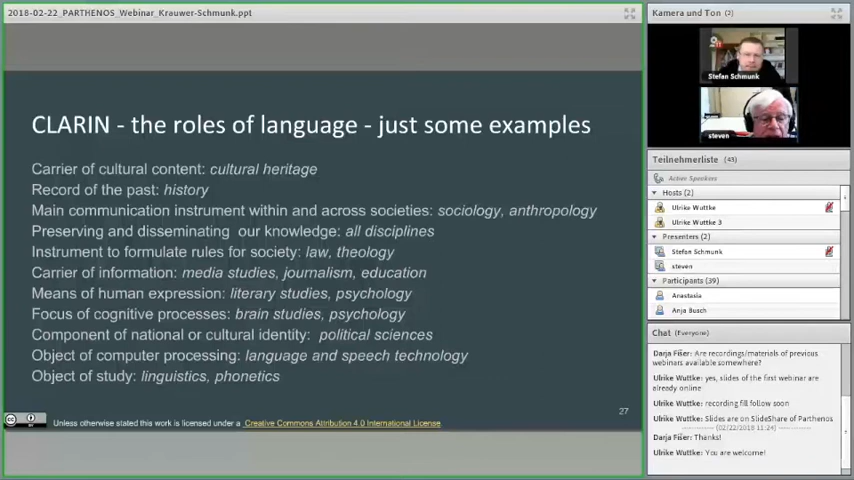 2018-02-22_PARTHENOS_Webinar_Krauwer-Schmunk.ppt
CLARIN - the roles of language - just some examples
Carrier of cultural content: cultural heritage
Record of the past: history
Main communication instrument within and across societies: sociology, anthropology
Preserving and disseminating our knowledge: all disciplines
Instrument to formulate rules for society: law, theology
Carrier of information: media studies, journalism, education
Means of human expression: literary studies, psychology
Focus of cognitive processes: brain studies, psychology
Component of national or cultural identity: political sciences
Object of computer processing: language and speech technology
Object of study: linguistics, phonetics
27
Unless otherwise stated this work is licensed under a Creative Commons Attribution 4.0 International License
Kamera und Ton (2)
Stefan Schmunk
steven
Teilnehmerliste (43)
Active Speakers
Hosts (2)
Ulrike Wuttke
Ulrike Wuttke 3
Presenters (2)
Stefan Schmunk
steven
Participants (39)
Anastasia
Anja Busch
Chat (Everyone)
Darja Fišer: Are recordings/materials of previous
webinars available somewhere?
Ulrike Wuttke: yes, slides of the first webinar are
already online
Ulrike Wuttke: recording fill follow soon
Ulrike Wuttke: Slides are on SlideShare of Parthenos
(02/22/2018 11:24)
Darja Fišer: Thanks!
Ulrike Wuttke: You are welcome!